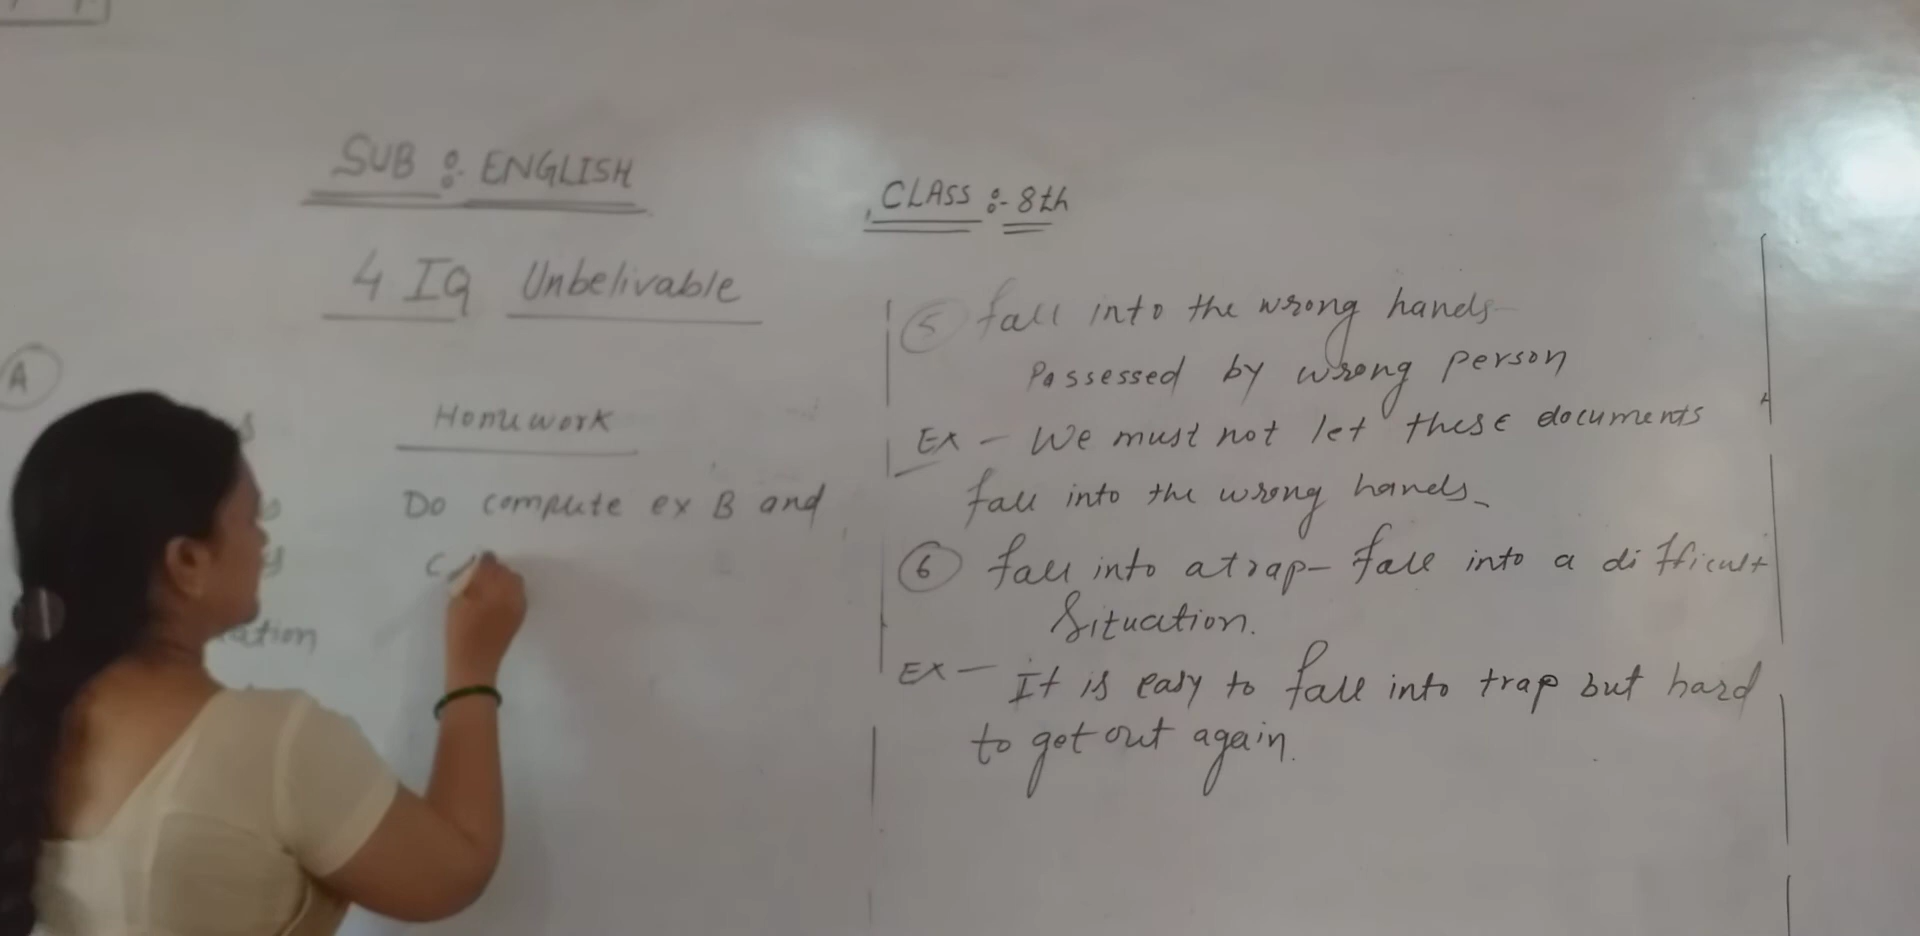 SUB :- ENGLISH
CLASS :- 8th
4 IQ Unbelivable
A
Homework
Do compute ex B and
C
5 fall into the wrong hands-
Possessed by wrong person
EX - We must not let these documents
fall into the wrong hands.
6 fall into a trap- fall into a difficult
Situation.
EX - It is easy to fall into trap but hard
to get out again.